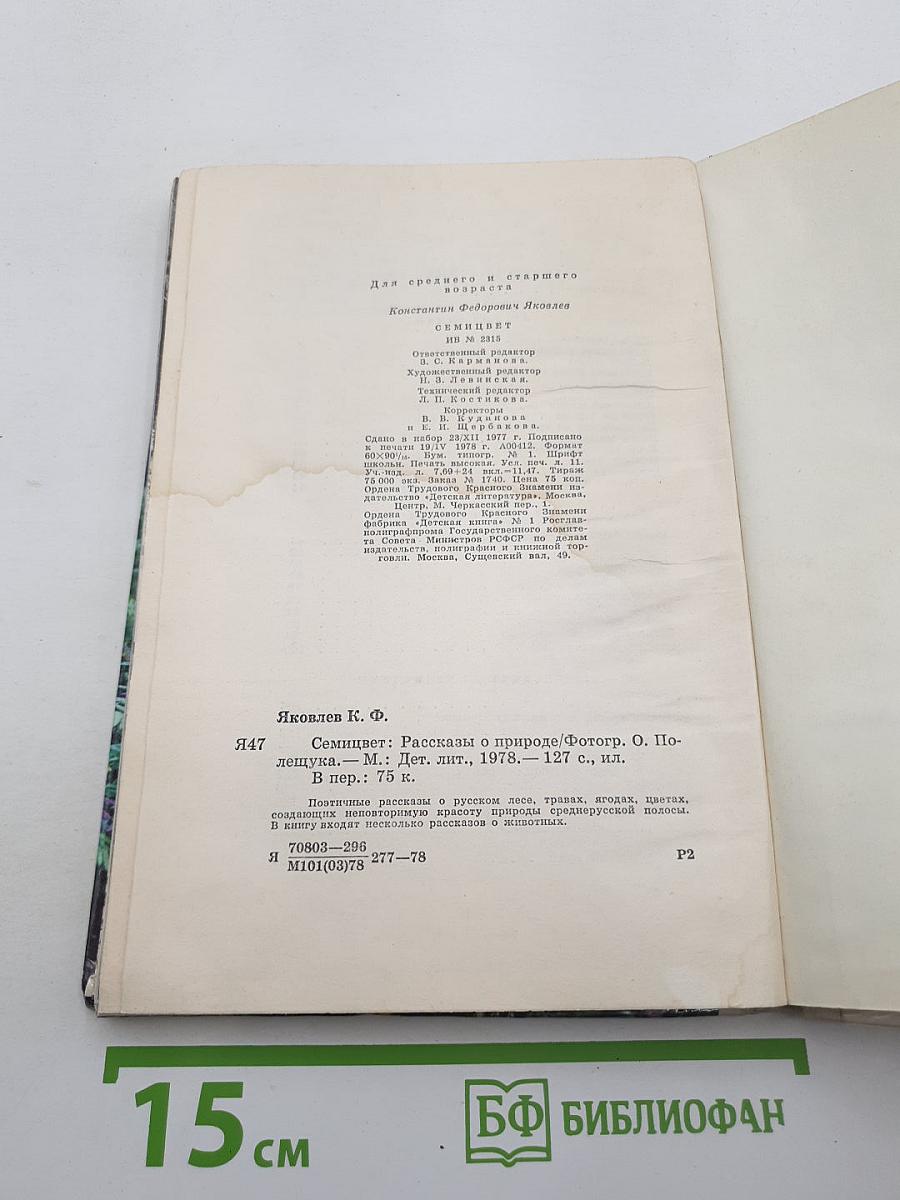 Для среднего и старшего
возраста
Константин Федорович Яковлев
СЕМИЦВЕТ
ИБ № 2315
Ответственный редактор
З. С. Карманова.
Художественный редактор
Н. З. Левинская.
Технический редактор
Л. П. Костикова.
Корректоры
В. В. Кудинова
и Е. И. Щербакова.
Сдано в набор 23/XII 1977 г. Подписано
к печати 19/IV 1978 г. А00412. Формат
60×90¹/₁₆. Бум. типогр. № 1. Шрифт
школьн. Печать высокая. Усл. печ. л. 11.
Уч.-изд. л. 7,69+24 вкл.=11,47. Тираж
75 000 экз. Заказ № 1740. Цена 75 коп.
Ордена Трудового Красного Знамени из-
дательство «Детская литература». Москва,
Центр, М. Черкасский пер., 1.
Ордена Трудового Красного Знамени
фабрика «Детская книга» № 1 Росглав-
полиграфпрома Государственного комите-
та Совета Министров РСФСР по делам
издательств, полиграфии и книжной тор-
говли. Москва, Сущевский вал, 49.
Яковлев К. Ф.
Я47 Семицвет: Рассказы о природе/Фотогр. О. По-
лещука.— М.: Дет. лит., 1978.— 127 с., ил.
В пер.: 75 к.
Поэтичные рассказы о русском лесе, травах, ягодах, цветах,
создающих неповторимую красоту природы среднерусской полосы.
В книгу входят несколько рассказов о животных.
70803—296
Я 277—78 Р2
М101(03)78
15 см
БФ БИБЛИОФАН